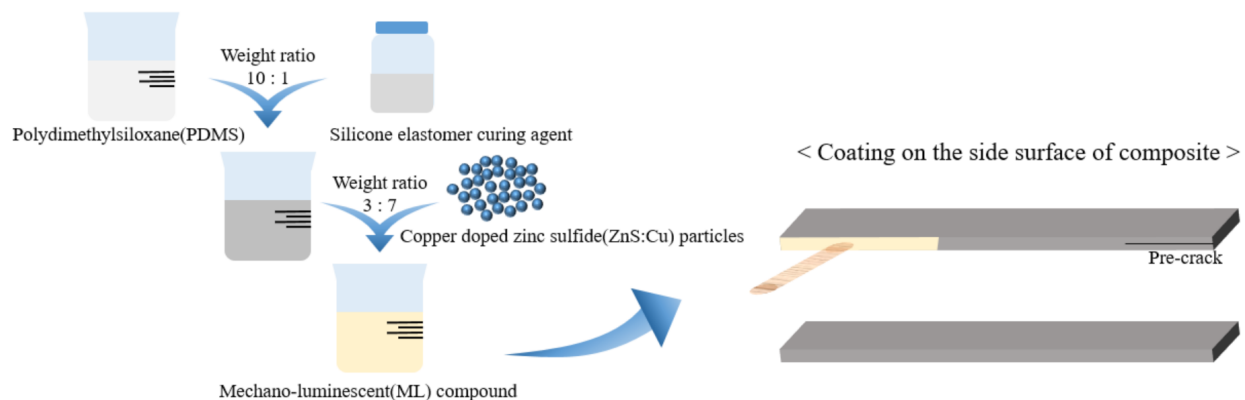 Weight ratio
10 : 1
Polydimethylsiloxane(PDMS)
Silicone elastomer curing agent
Weight ratio
3 : 7
Copper doped zinc sulfide(ZnS:Cu) particles
Mechano-luminescent(ML) compound
< Coating on the side surface of composite >
Pre-crack